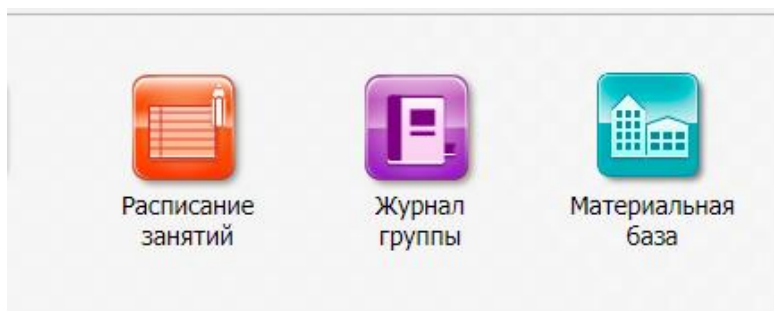 Расписание
занятий
Журнал
группы
Материальная
база